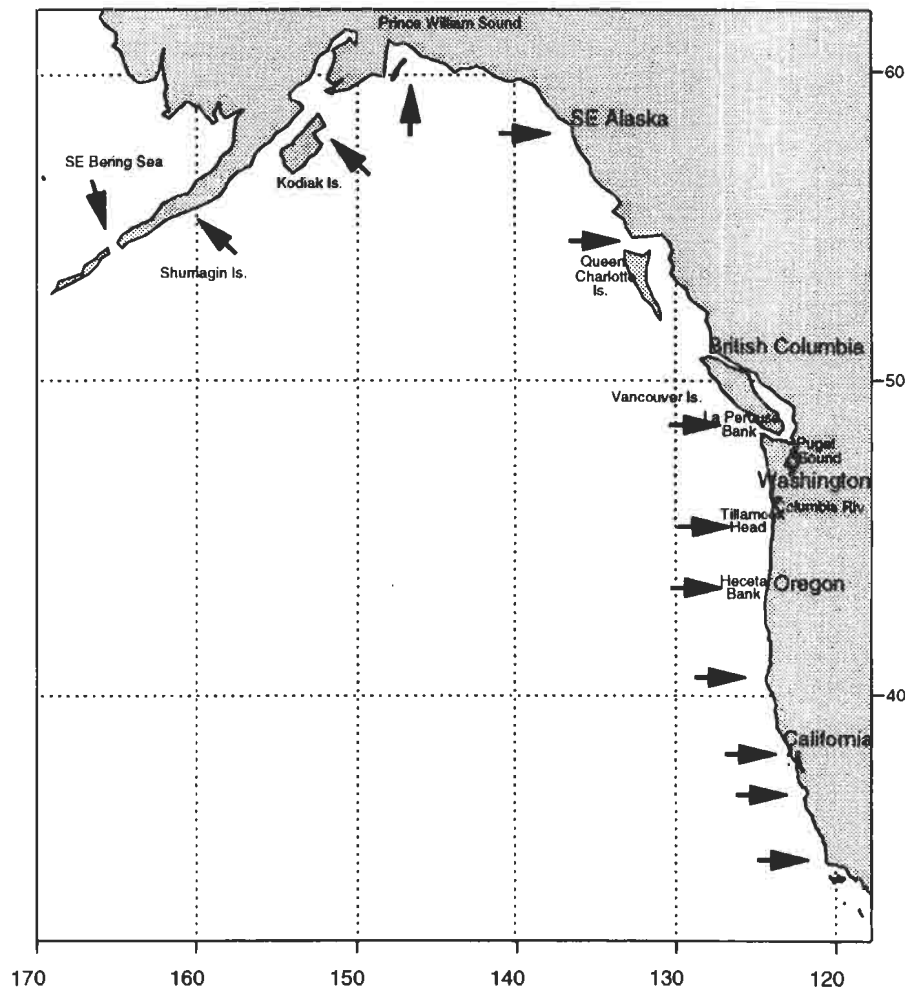 Prince William Sound
60
SE Alaska
SE Bering Sea
Kodiak Is.
Shumagin Is.
Queen
Charlotte
Is.
British Columbia
50
Vancouver Is.
La Perouse
Bank
Puget
Sound
Washington
Columbia Riv
Tillamook
Head
Heceta
Bank
Oregon
40
California
170
160
150
140
130
120